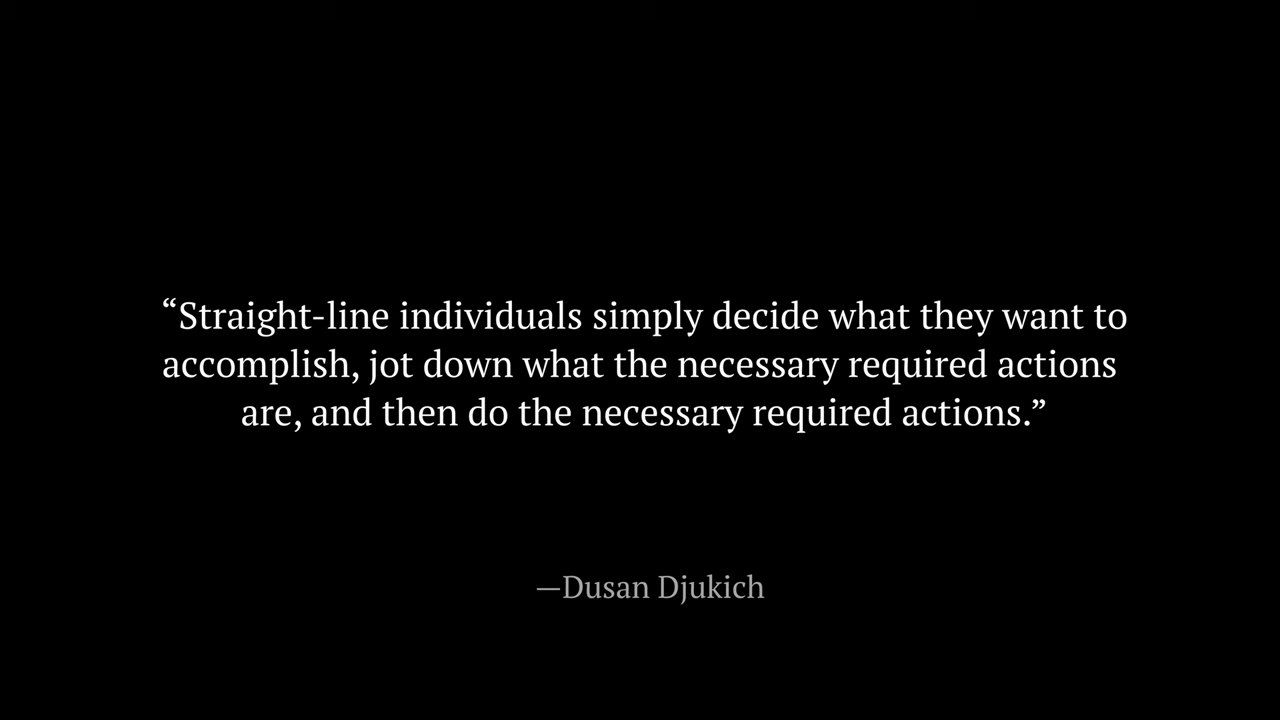 “Straight-line individuals simply decide what they want to
accomplish, jot down what the necessary required actions
are, and then do the necessary required actions.”
—Dusan Djukich